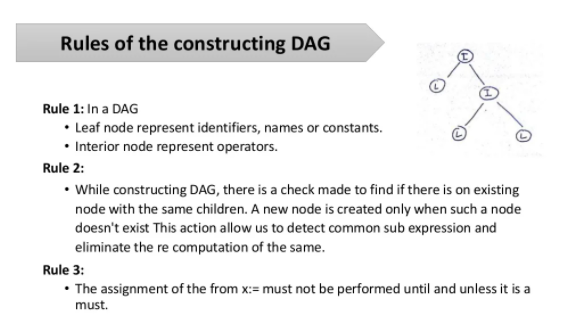 Rules of the constructing DAG
I
L
I
L
L
Rule 1: In a DAG
• Leaf node represent identifiers, names or constants.
• Interior node represent operators.
Rule 2:
• While constructing DAG, there is a check made to find if there is on existing
node with the same children. A new node is created only when such a node
doesn't exist This action allow us to detect common sub expression and
eliminate the re computation of the same.
Rule 3:
• The assignment of the from x:= must not be performed until and unless it is a
must.